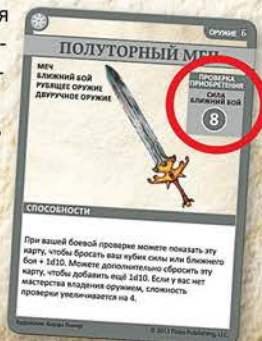 я
ОРУЖИЕ 6
ПОЛУТОРНЫЙ МЕЧ
МЕЧ
БЛИЖНИЙ БОЙ
РУБЯЩЕЕ ОРУЖИЕ
ДВУРУЧНОЕ ОРУЖИЕ
ПРОВЕРКА
ПРИОБРЕТЕНИЯ
СИЛА
БЛИЖНИЙ БОЙ
8
СПОСОБНОСТИ
При вашей боевой проверке можете показать эту
карту, чтобы бросать ваш кубик силы или ближнего
боя + 1d10. Можете дополнительно сбросить эту
карту, чтобы добавить ещё 1d10. Если у вас нет
мастерства владения оружием, сложность
проверки увеличивается на 4.
© 2013 Paizo Publishing, LLC.